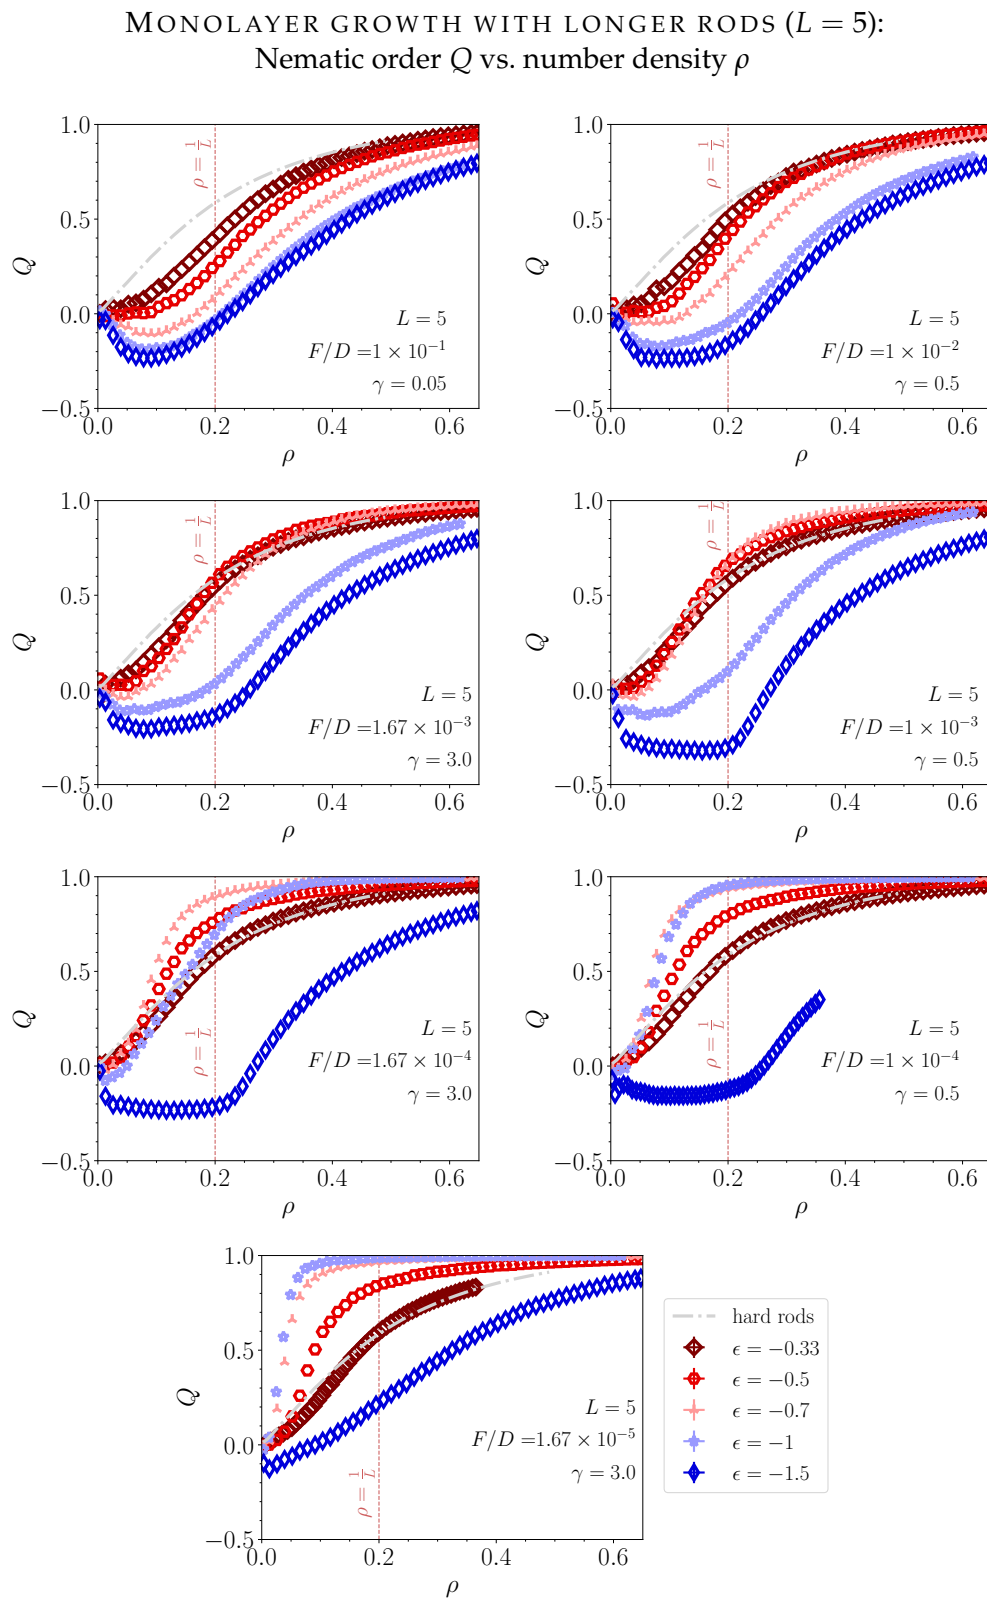 MONOLAYER GROWTH WITH LONGER RODS (L = 5):
Nematic order Q vs. number density ρ
1.0
0.5
0.0
−0.5
Q
ρ = 1/L
L = 5
F/D =1 × 10⁻¹
γ = 0.05
0.0 0.2 0.4 0.6
ρ
1.0
0.5
0.0
−0.5
Q
ρ = 1/L
L = 5
F/D =1 × 10⁻²
γ = 0.5
0.0 0.2 0.4 0.6
ρ
1.0
0.5
0.0
−0.5
Q
ρ = 1/L
L = 5
F/D =1.67 × 10⁻³
γ = 3.0
0.0 0.2 0.4 0.6
ρ
1.0
0.5
0.0
−0.5
Q
ρ = 1/L
L = 5
F/D =1 × 10⁻³
γ = 0.5
0.0 0.2 0.4 0.6
ρ
1.0
0.5
0.0
−0.5
Q
ρ = 1/L
L = 5
F/D =1.67 × 10⁻⁴
γ = 3.0
0.0 0.2 0.4 0.6
ρ
1.0
0.5
0.0
−0.5
Q
ρ = 1/L
L = 5
F/D =1 × 10⁻⁴
γ = 0.5
0.0 0.2 0.4 0.6
ρ
1.0
0.5
0.0
−0.5
Q
ρ = 1/L
L = 5
F/D =1.67 × 10⁻⁵
γ = 3.0
0.0 0.2 0.4 0.6
ρ
hard rods
ϵ = −0.33
ϵ = −0.5
ϵ = −0.7
ϵ = −1
ϵ = −1.5